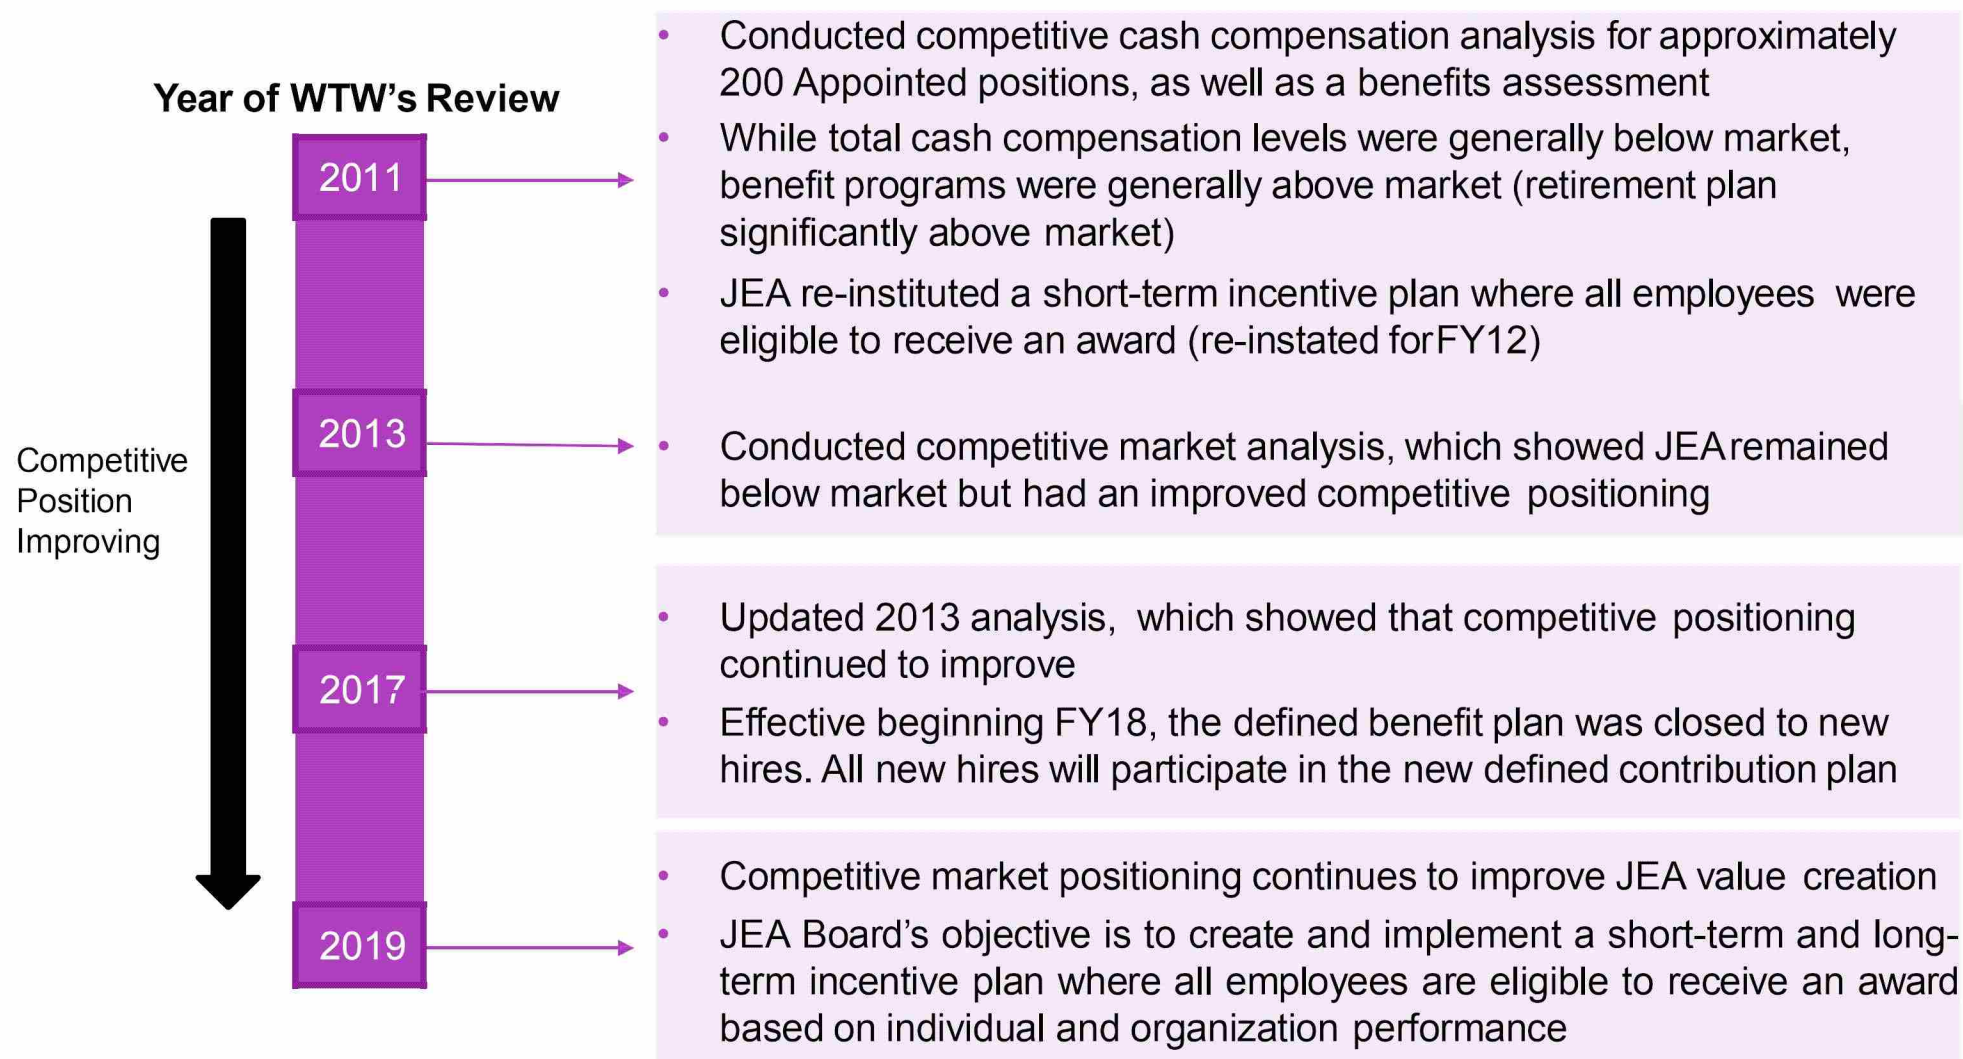 Year of WTW's Review
2011
• Conducted competitive cash compensation analysis for approximately
200 Appointed positions, as well as a benefits assessment
• While total cash compensation levels were generally below market,
benefit programs were generally above market (retirement plan
significantly above market)
• JEA re-instituted a short-term incentive plan where all employees were
eligible to receive an award (re-instated for FY12)
Competitive
Position
Improving
2013
• Conducted competitive market analysis, which showed JEA remained
below market but had an improved competitive positioning
2017
• Updated 2013 analysis, which showed that competitive positioning
continued to improve
• Effective beginning FY18, the defined benefit plan was closed to new
hires. All new hires will participate in the new defined contribution plan
2019
• Competitive market positioning continues to improve JEA value creation
• JEA Board's objective is to create and implement a short-term and long-
term incentive plan where all employees are eligible to receive an award
based on individual and organization performance